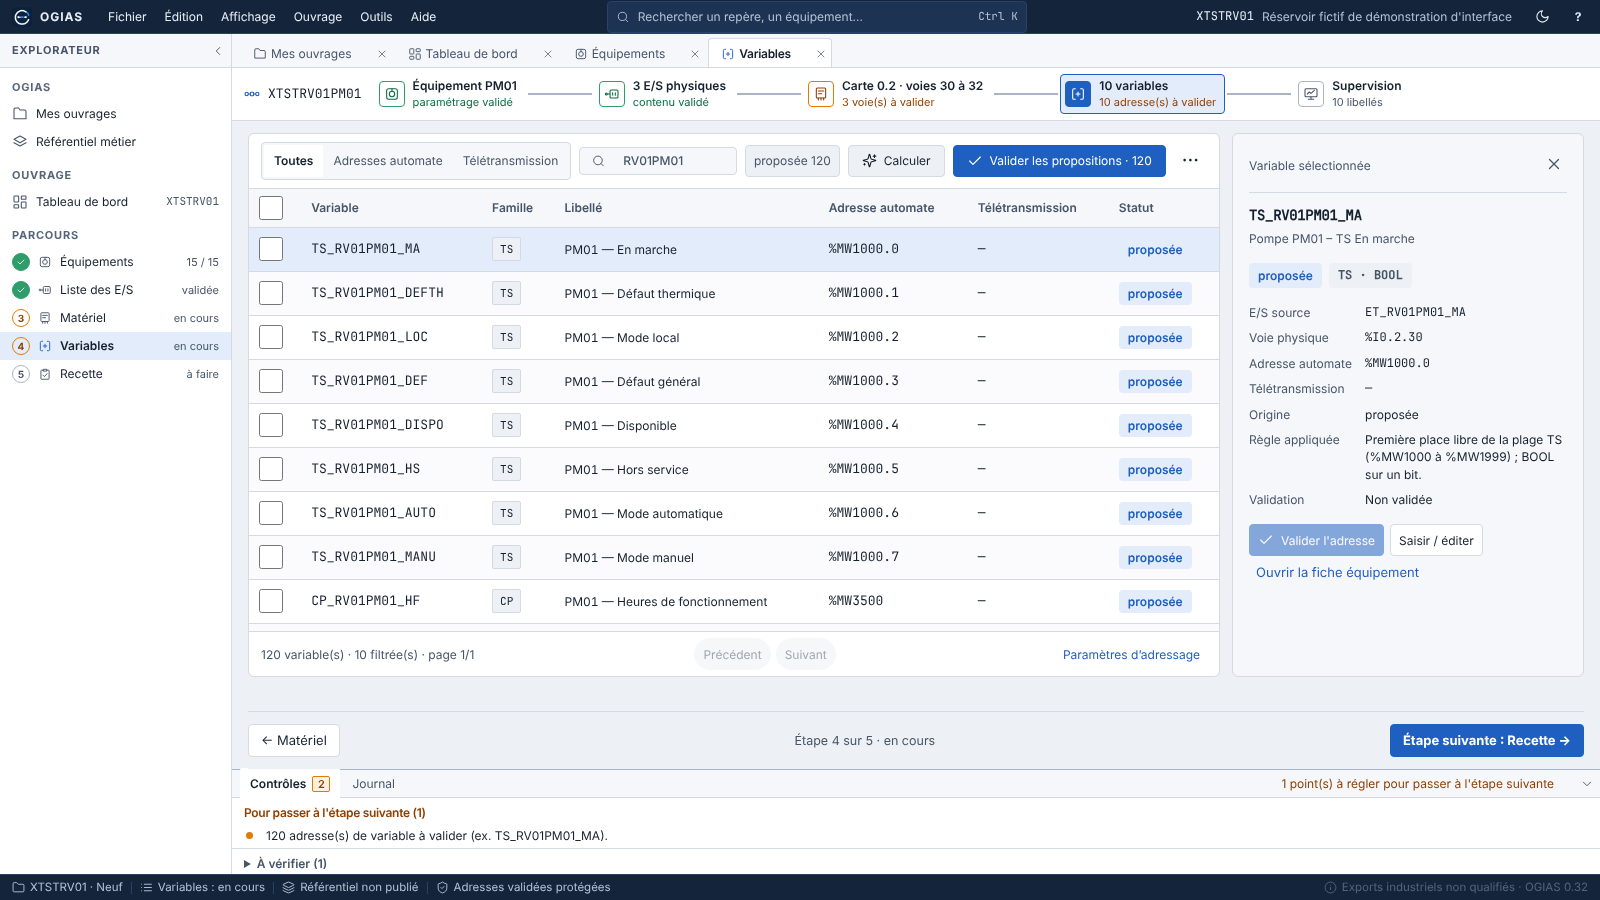 OGIAS Fichier Édition Affichage Ouvrage Outils Aide Rechercher un repère, un équipement... Ctrl K XTSTRV01 Réservoir fictif de démonstration d'interface ?
EXPLORATEUR
OGIAS
Mes ouvrages
Référentiel métier
OUVRAGE
Tableau de bord XTSTRV01
PARCOURS
Équipements 15 / 15
Liste des E/S validée
3 Matériel en cours
4 Variables en cours
5 Recette à faire
Mes ouvrages Tableau de bord Équipements Variables
XTSTRV01PM01
Équipement PM01
paramétrage validé
3 E/S physiques
contenu validé
Carte 0.2 · voies 30 à 32
3 voie(s) à valider
10 variables
10 adresse(s) à valider
Supervision
10 libellés
Toutes Adresses automate Télétransmission RV01PM01 proposée 120 Calculer Valider les propositions · 120
Variable Famille Libellé Adresse automate Télétransmission Statut
TS_RV01PM01_MA TS PM01 — En marche %MW1000.0 — proposée
TS_RV01PM01_DEFTH TS PM01 — Défaut thermique %MW1000.1 — proposée
TS_RV01PM01_LOC TS PM01 — Mode local %MW1000.2 — proposée
TS_RV01PM01_DEF TS PM01 — Défaut général %MW1000.3 — proposée
TS_RV01PM01_DISPO TS PM01 — Disponible %MW1000.4 — proposée
TS_RV01PM01_HS TS PM01 — Hors service %MW1000.5 — proposée
TS_RV01PM01_AUTO TS PM01 — Mode automatique %MW1000.6 — proposée
TS_RV01PM01_MANU TS PM01 — Mode manuel %MW1000.7 — proposée
CP_RV01PM01_HF CP PM01 — Heures de fonctionnement %MW3500 — proposée
120 variable(s) · 10 filtrée(s) · page 1/1 Précédent Suivant Paramètres d'adressage
Variable sélectionnée
TS_RV01PM01_MA
Pompe PM01 – TS En marche
proposée TS · BOOL
E/S source ET_RV01PM01_MA
Voie physique %I0.2.30
Adresse automate %MW1000.0
Télétransmission —
Origine proposée
Règle appliquée Première place libre de la plage TS
(%MW1000 à %MW1999) ; BOOL
sur un bit.
Validation Non validée
Valider l'adresse Saisir / éditer
Ouvrir la fiche équipement
← Matériel Étape 4 sur 5 · en cours Étape suivante : Recette →
Contrôles 2 Journal 1 point(s) à régler pour passer à l'étape suivante
Pour passer à l'étape suivante (1)
120 adresse(s) de variable à valider (ex. TS_RV01PM01_MA).
À vérifier (1)
XTSTRV01 · Neuf Variables : en cours Référentiel non publié Adresses validées protégées Exports industriels non qualifiés · OGIAS 0.32